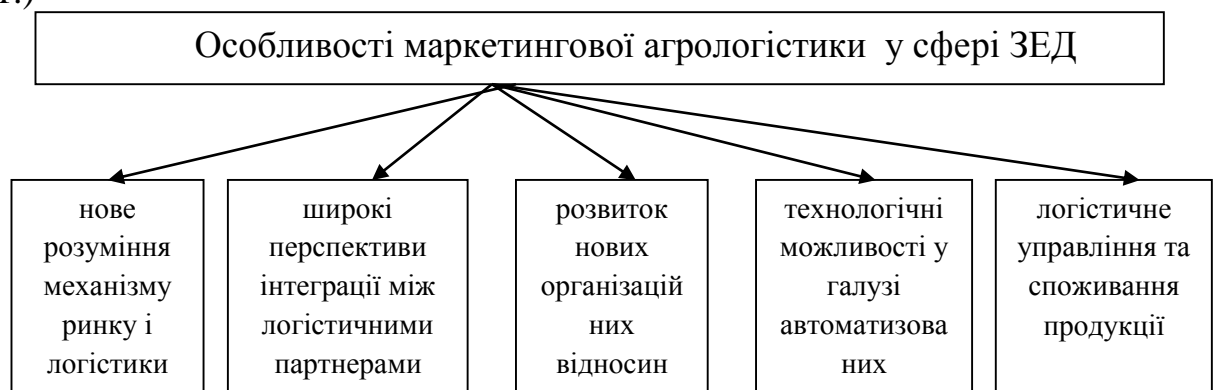 Особливості маркетингової агрологістики у сфері ЗЕД
нове
розуміння
механізму
ринку і
логістики
широкі
перспективи
інтеграції між
логістичними
партнерами
розвиток
нових
організацій
них
відносин
технологічні
можливості у
галузі
автоматизова
них
логістичне
управління та
споживання
продукції